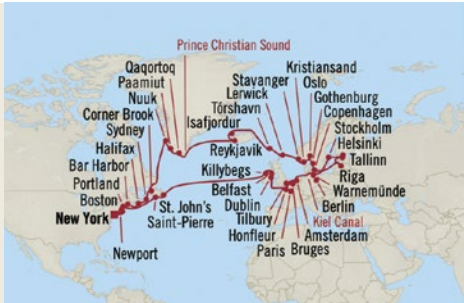 Prince Christian Sound
Qaqortoq
Paamiut
Nuuk
Corner Brook
Sydney
Halifax
Bar Harbor
Portland
Boston
New York
Newport
St. John's
Saint-Pierre
Isafjordur
Reykjavik
Tórshavn
Lerwick
Stavanger
Kristiansand
Oslo
Gothenburg
Copenhagen
Stockholm
Helsinki
Tallinn
Riga
Warnemünde
Berlin
Kiel Canal
Amsterdam
Bruges
Paris
Honfleur
Tilbury
Dublin
Belfast
Killybegs